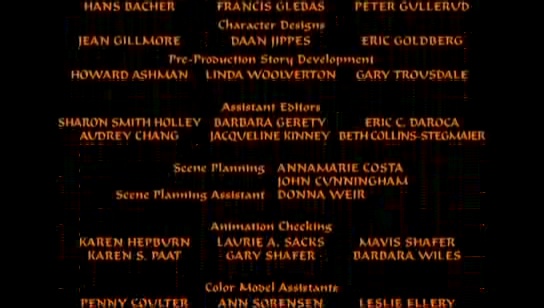 HANS BACHER FRANCIS GLEBAS PETER GULLERUD
Character Designs
JEAN GILLMORE DAAN JIPPES ERIC GOLDBERG
Pre-Production Story Development
HOWARD ASHMAN LINDA WOOLVERTON GARY TROUSDALE
Assistant Editors
SHARON SMITH HOLLEY BARBARA GERETY ERIC C. DAROCA
AUDREY CHANG JACQUELINE KINNEY BETH COLLINS-STEGMAIER
Scene Planning ANNAMARIE COSTA
JOHN CUNNINGHAM
Scene Planning Assistant DONNA WEIR
Animation Checking
KAREN HEPBURN LAURIE A. SACKS MAVIS SHAFER
KAREN S. PAAT GARY SHAFER BARBARA WILES
Color Model Assistants
PENNY COULTER ANN SORENSEN LESLIE ELLERY